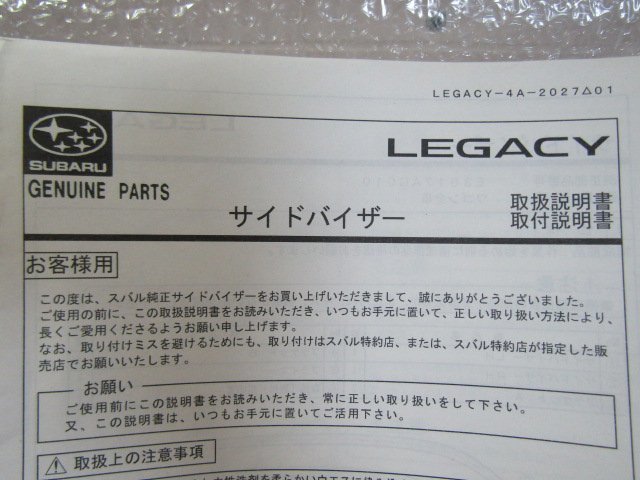 LEGACY-4A-2027△01
SUBARU
LEGACY
GENUINE PARTS
サイドバイザー
取扱説明書
取付説明書
お客様用
この度は、スバル純正サイドバイザーをお買い上げいただきまして、誠にありがとうございました。
ご使用の前に、この取扱説明書をお読みいただき、いつもお手元に置いて、正しい取り扱い方法により、
長くご愛用くださるようお願い申し上げます。
なお、取り付けミスを避けるためにも、取り付けはスバル特約店、または、スバル特約店が指定した販
売店でお願いいたします。
お願い
ご使用前にこの説明書をお読みいただき、常に正しい取り扱いをして下さい。
又、この説明書は、いつもお手元に置いてご活用下さい。
取扱上の注意事項